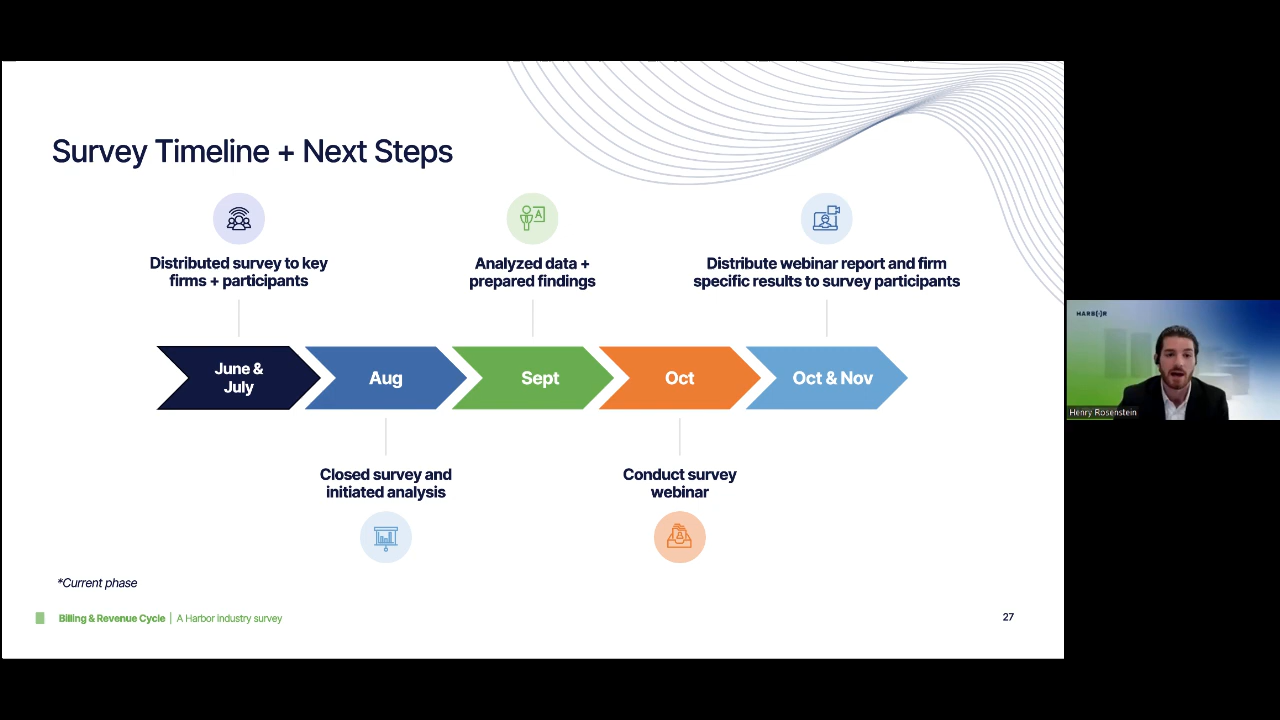 Survey Timeline + Next Steps
Distributed survey to key
firms + participants
Analyzed data +
prepared findings
A
Distribute webinar report and firm
specific results to survey participants
June &
July
Aug
Sept
Oct
Oct & Nov
Closed survey and
initiated analysis
Conduct survey
webinar
*Current phase
Billing & Revenue Cycle | A Harbor Industry survey
27
HARB[·]R
Henry Rosenstein